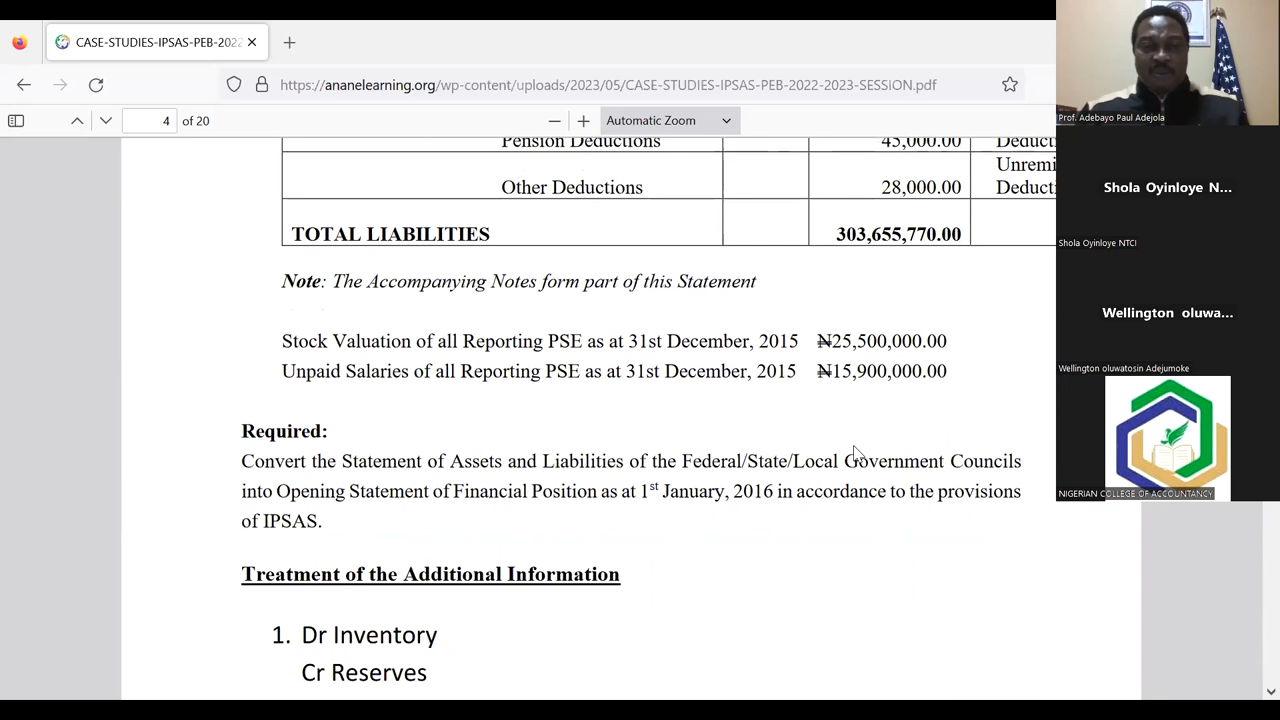 CASE-STUDIES-IPSAS-PEB-2022
https://ananelearning.org/wp-content/uploads/2023/05/CASE-STUDIES-IPSAS-PEB-2022-2023-SESSION.pdf
4 of 20
Automatic Zoom
Pension Deductions 45,000.00 Deducti
Unremi
Other Deductions 28,000.00 Deducti
TOTAL LIABILITIES 303,655,770.00
Note: The Accompanying Notes form part of this Statement
Stock Valuation of all Reporting PSE as at 31st December, 2015 ₦25,500,000.00
Unpaid Salaries of all Reporting PSE as at 31st December, 2015 ₦15,900,000.00
Required:
Convert the Statement of Assets and Liabilities of the Federal/State/Local Government Councils
into Opening Statement of Financial Position as at 1st January, 2016 in accordance to the provisions
of IPSAS.
Treatment of the Additional Information
1. Dr Inventory
Cr Reserves
Prof. Adebayo Paul Adejola
Shola Oyinloye N...
Shola Oyinloye NTCI
Wellington oluwa...
Wellington oluwatosin Adejumoke
NIGERIAN COLLEGE OF ACCOUNTANCY